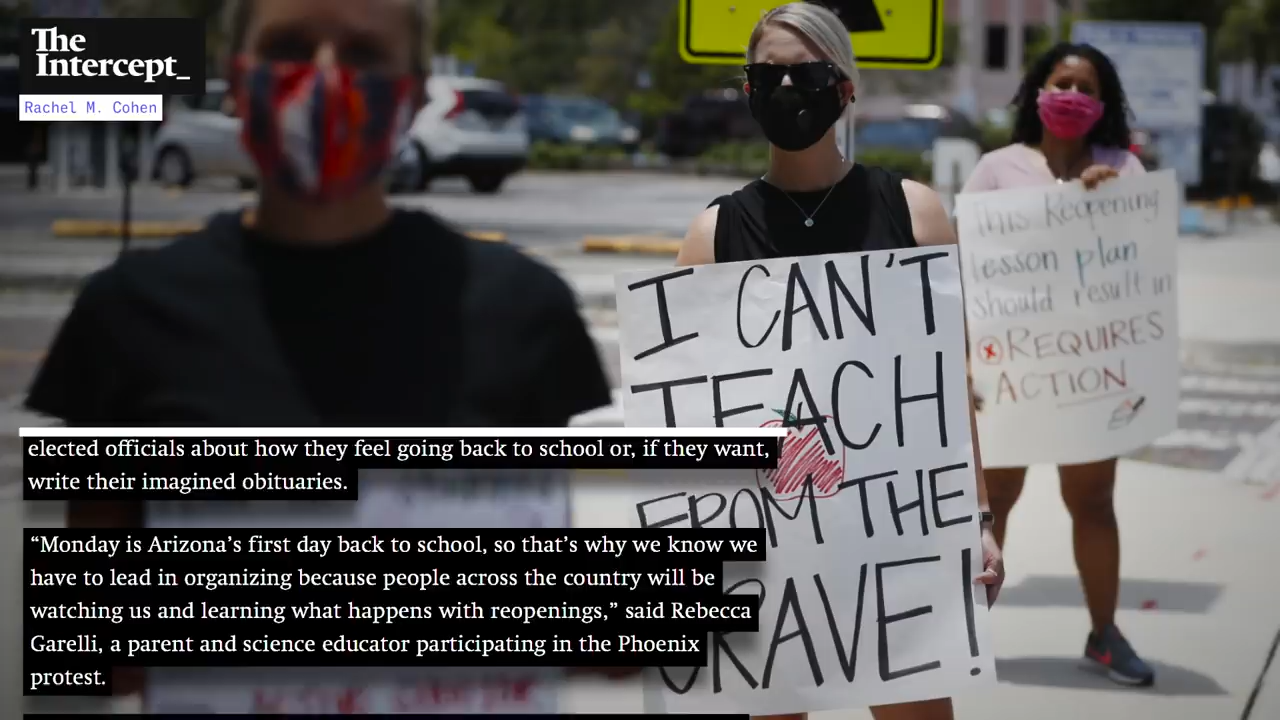 The
Intercept_
Rachel M. Cohen
I CAN'T
TEACH
FROM THE
GRAVE!
This Reopening
lesson plan
should result in
REQUIRES
ACTION
elected officials about how they feel going back to school or, if they want,
write their imagined obituaries.
“Monday is Arizona’s first day back to school, so that’s why we know we
have to lead in organizing because people across the country will be
watching us and learning what happens with reopenings,” said Rebecca
Garelli, a parent and science educator participating in the Phoenix
protest.